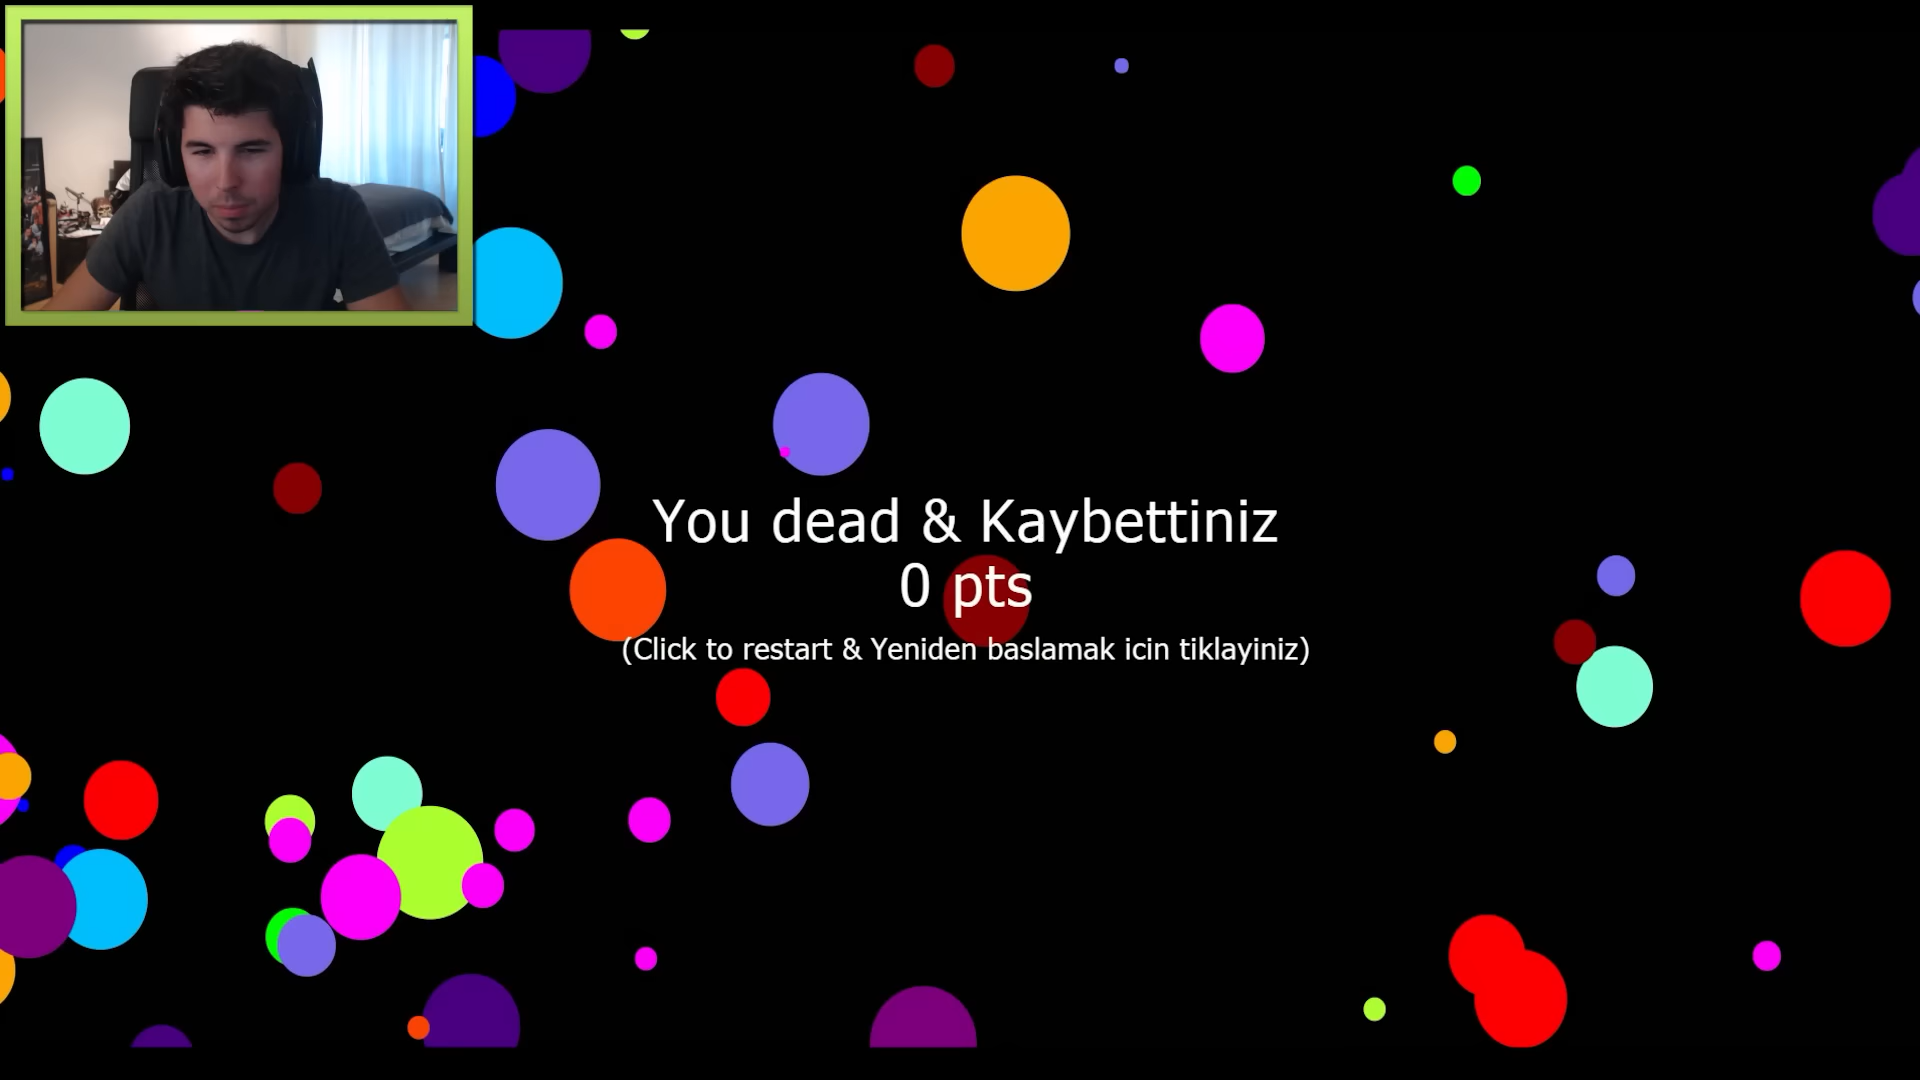 You dead & Kaybettiniz
0 pts
(Click to restart & Yeniden baslamak icin tiklayiniz)